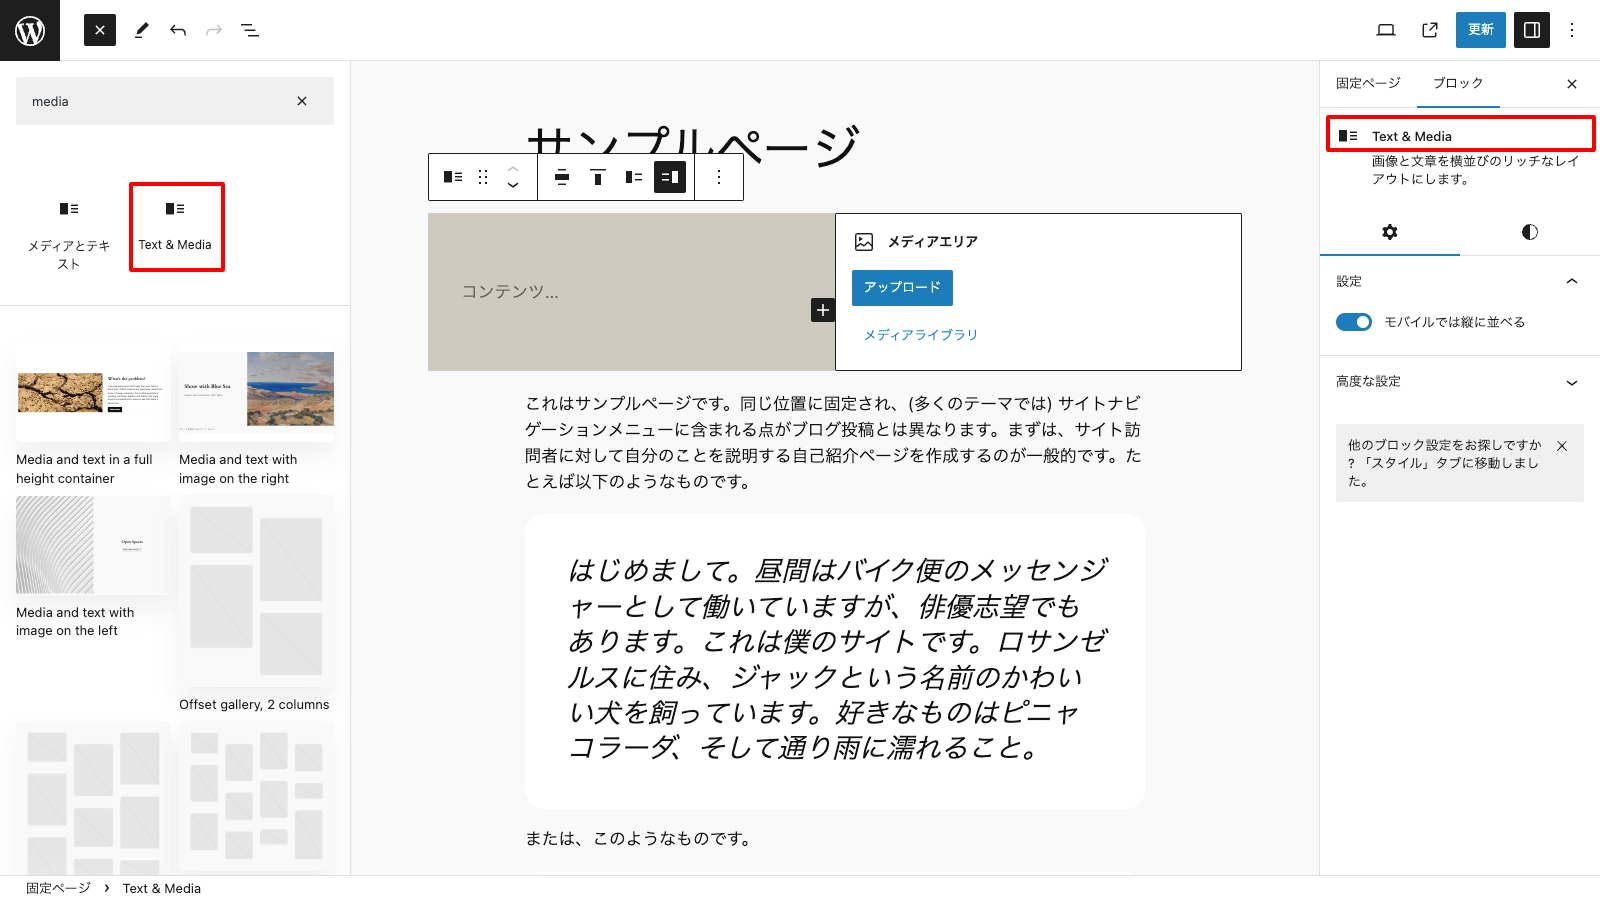 更新
media
メディアとテキ
スト
Text & Media
What's the problem?
Show with Blue Sea
Media and text in a full
height container
Media and text with
image on the right
Open Spaces
Media and text with
image on the left
Offset gallery, 2 columns
サンプルページ
コンテンツ...
メディアエリア
アップロード
メディアライブラリ
これはサンプルページです。同じ位置に固定され、(多くのテーマでは) サイトナビ
ゲーションメニューに含まれる点がブログ投稿とは異なります。まずは、サイト訪
問者に対して自分のことを説明する自己紹介ページを作成するのが一般的です。た
とえば以下のようなものです。
はじめまして。昼間はバイク便のメッセンジ
ャーとして働いていますが、俳優志望でも
あります。これは僕のサイトです。ロサンゼ
ルスに住み、ジャックという名前のかわい
い犬を飼っています。好きなものはピニャ
コラーダ、そして通り雨に濡れること。
または、このようなものです。
固定ページ
ブロック
Text & Media
画像と文章を横並びのリッチなレイ
アウトにします。
設定
モバイルでは縦に並べる
高度な設定
他のブロック設定をお探しですか
? 「スタイル」タブに移動しまし
た。
固定ページ › Text & Media